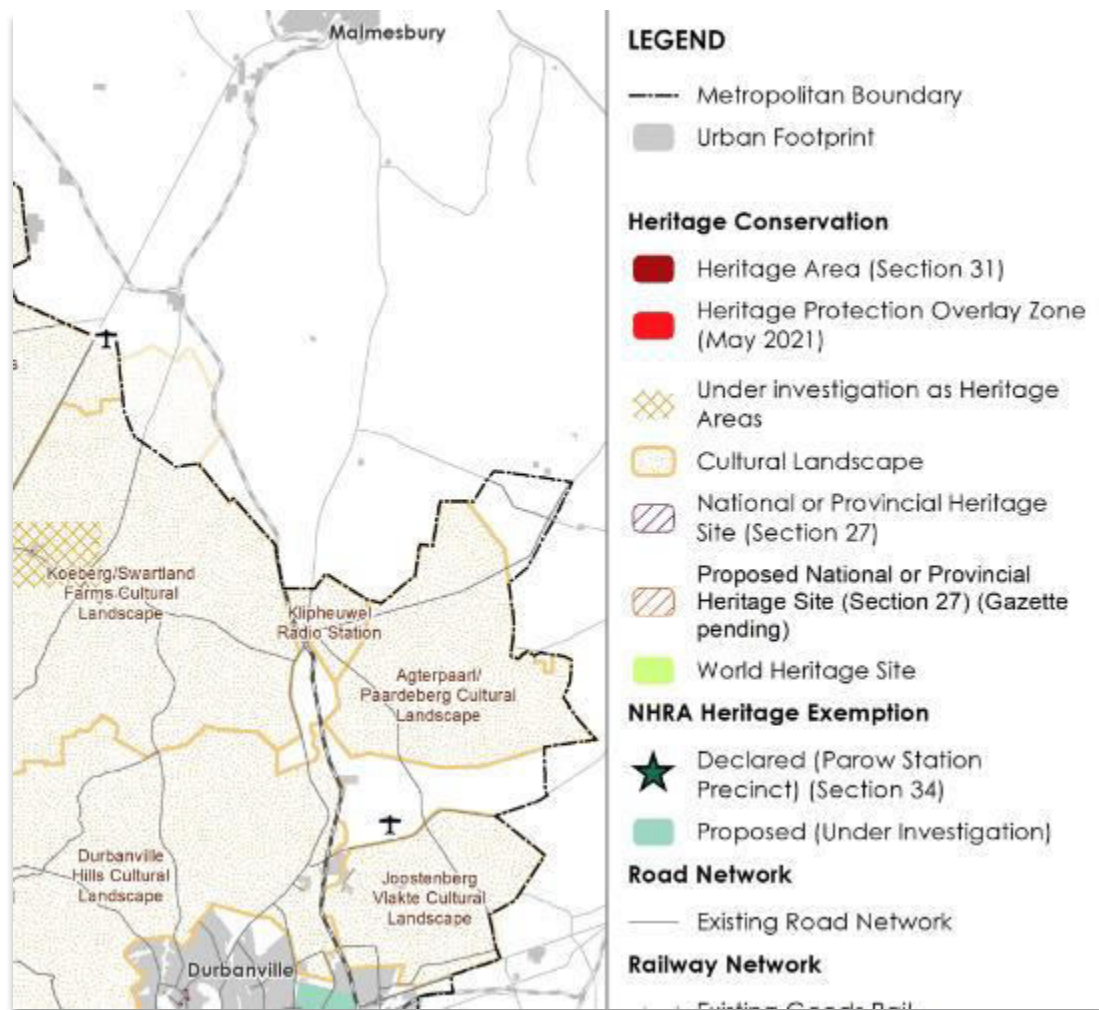 Malmesbury
s
Koeberg/Swartland
Farms Cultural
Landscape
Klipheuwel
Radio Station
Agterpaarl/
Paardeberg Cultural
Landscape
Durbanville
Hills Cultural
Landscape
Joostenberg
Vlakte Cultural
Landscape
Durbanville
LEGEND
Metropolitan Boundary
Urban Footprint
Heritage Conservation
Heritage Area (Section 31)
Heritage Protection Overlay Zone
(May 2021)
Under investigation as Heritage
Areas
Cultural Landscape
National or Provincial Heritage
Site (Section 27)
Proposed National or Provincial
Heritage Site (Section 27) (Gazette
pending)
World Heritage Site
NHRA Heritage Exemption
Declared (Parow Station
Precinct) (Section 34)
Proposed (Under Investigation)
Road Network
Existing Road Network
Railway Network
Existing Goods Rail